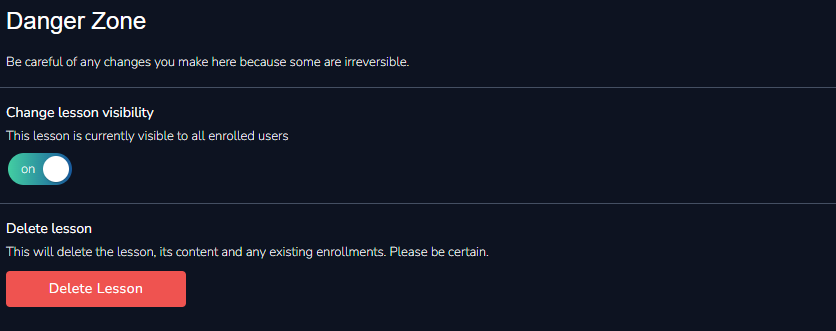 Danger Zone
Be careful of any changes you make here because some are irreversible.
Change lesson visibility
This lesson is currently visible to all enrolled users
on
Delete lesson
This will delete the lesson, its content and any existing enrollments. Please be certain.
Delete Lesson